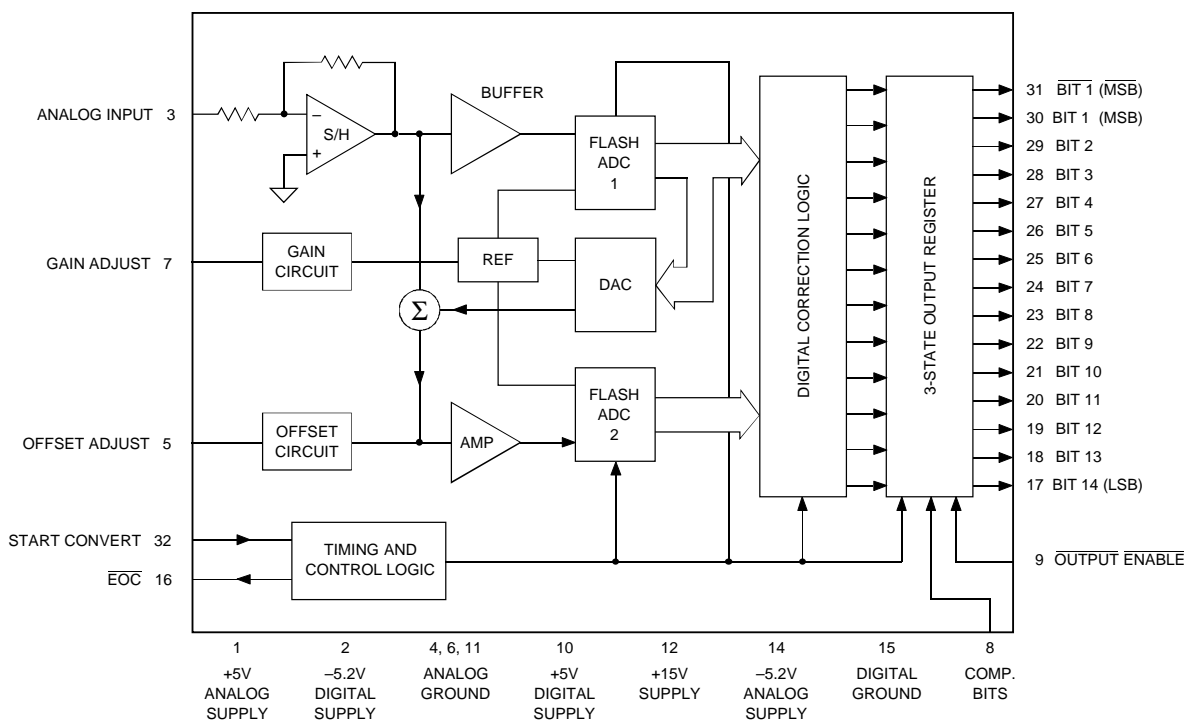 ANALOG INPUT 3
S/H
−
+
BUFFER
FLASH
ADC
1
GAIN ADJUST 7
GAIN
CIRCUIT
REF
DAC
Σ
OFFSET ADJUST 5
OFFSET
CIRCUIT
AMP
FLASH
ADC
2
START CONVERT 32
EOC 16
TIMING AND
CONTROL LOGIC
DIGITAL CORRECTION LOGIC
3-STATE OUTPUT REGISTER
31 BIT 1 (MSB)
30 BIT 1 (MSB)
29 BIT 2
28 BIT 3
27 BIT 4
26 BIT 5
25 BIT 6
24 BIT 7
23 BIT 8
22 BIT 9
21 BIT 10
20 BIT 11
19 BIT 12
18 BIT 13
17 BIT 14 (LSB)
9 OUTPUT ENABLE
1
+5V
ANALOG
SUPPLY
2
–5.2V
DIGITAL
SUPPLY
4, 6, 11
ANALOG
GROUND
10
+5V
DIGITAL
SUPPLY
12
+15V
SUPPLY
14
–5.2V
ANALOG
SUPPLY
15
DIGITAL
GROUND
8
COMP.
BITS